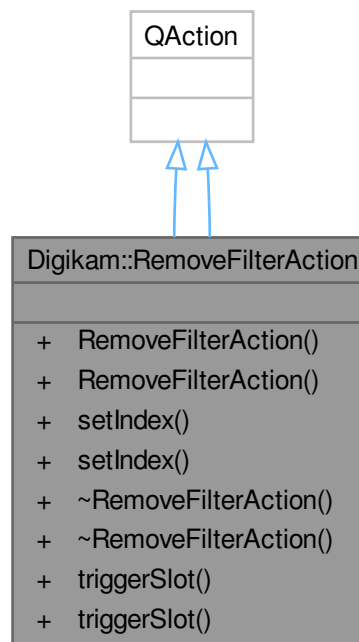 QAction
Digikam::RemoveFilterAction
+ RemoveFilterAction()
+ RemoveFilterAction()
+ setIndex()
+ setIndex()
+ ~RemoveFilterAction()
+ ~RemoveFilterAction()
+ triggerSlot()
+ triggerSlot()